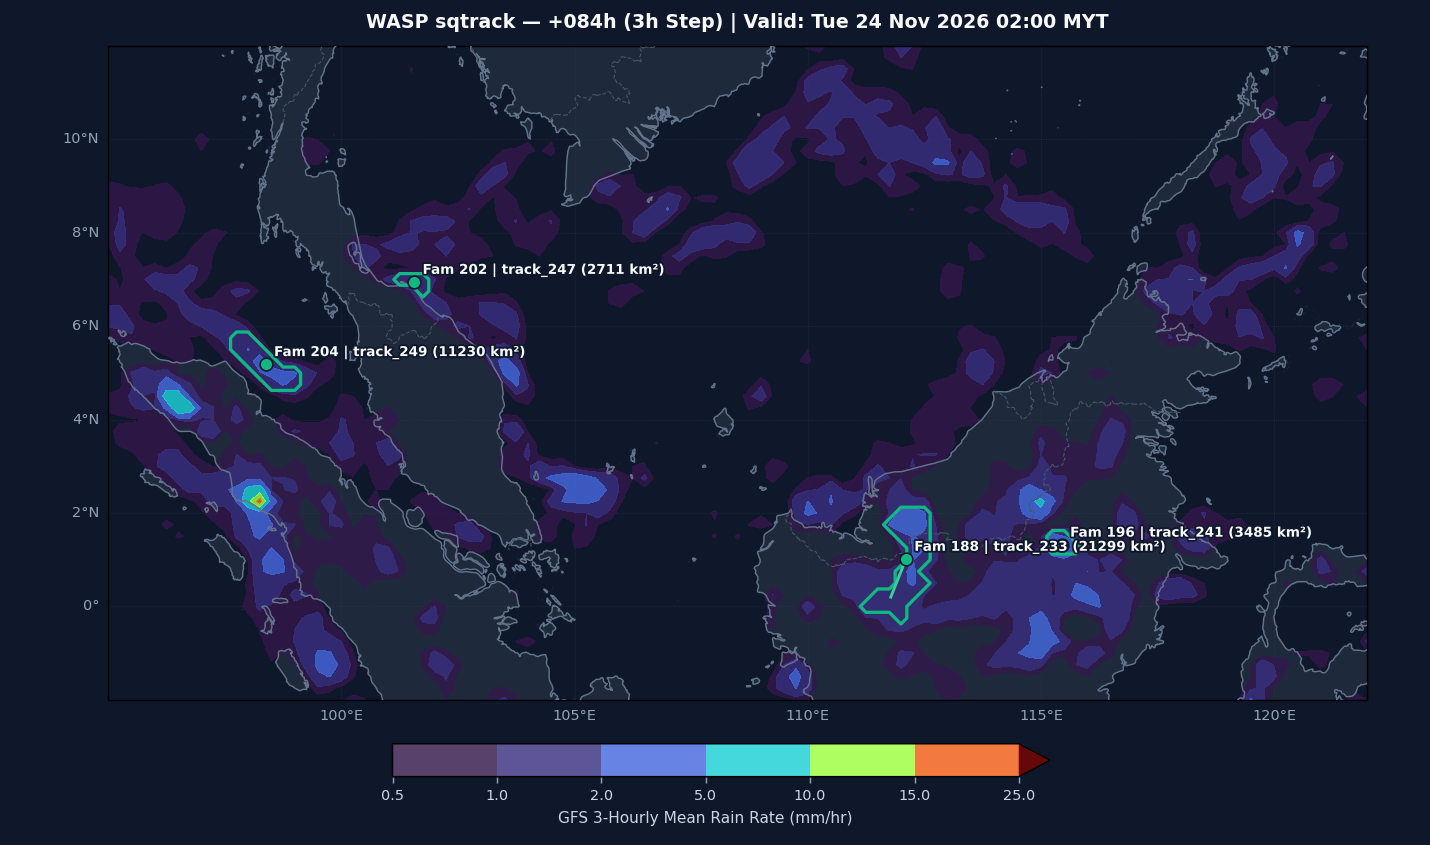 WASP sqtrack — +084h (3h Step) | Valid: Tue 24 Nov 2026 02:00 MYT
10°N
8°N
Fam 202 | track_247 (2711 km²)
6°N
Fam 204 | track_249 (11230 km²)
4°N
2°N
Fam 196 | track_241 (3485 km²)
Fam 188 | track_233 (21299 km²)
0°
100°E 105°E 110°E 115°E 120°E
0.5 1.0 2.0 5.0 10.0 15.0 25.0
GFS 3-Hourly Mean Rain Rate (mm/hr)